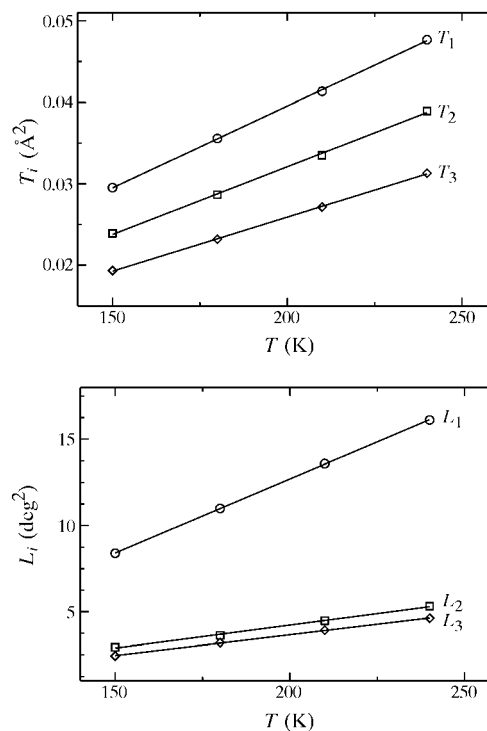 0.05
T₁
0.04
T₂
Tᵢ (Å²)
0.03
T₃
0.02
150
200
250
T (K)
15
L₁
10
Lᵢ (deg²)
5
L₂
L₃
150
200
250
T (K)